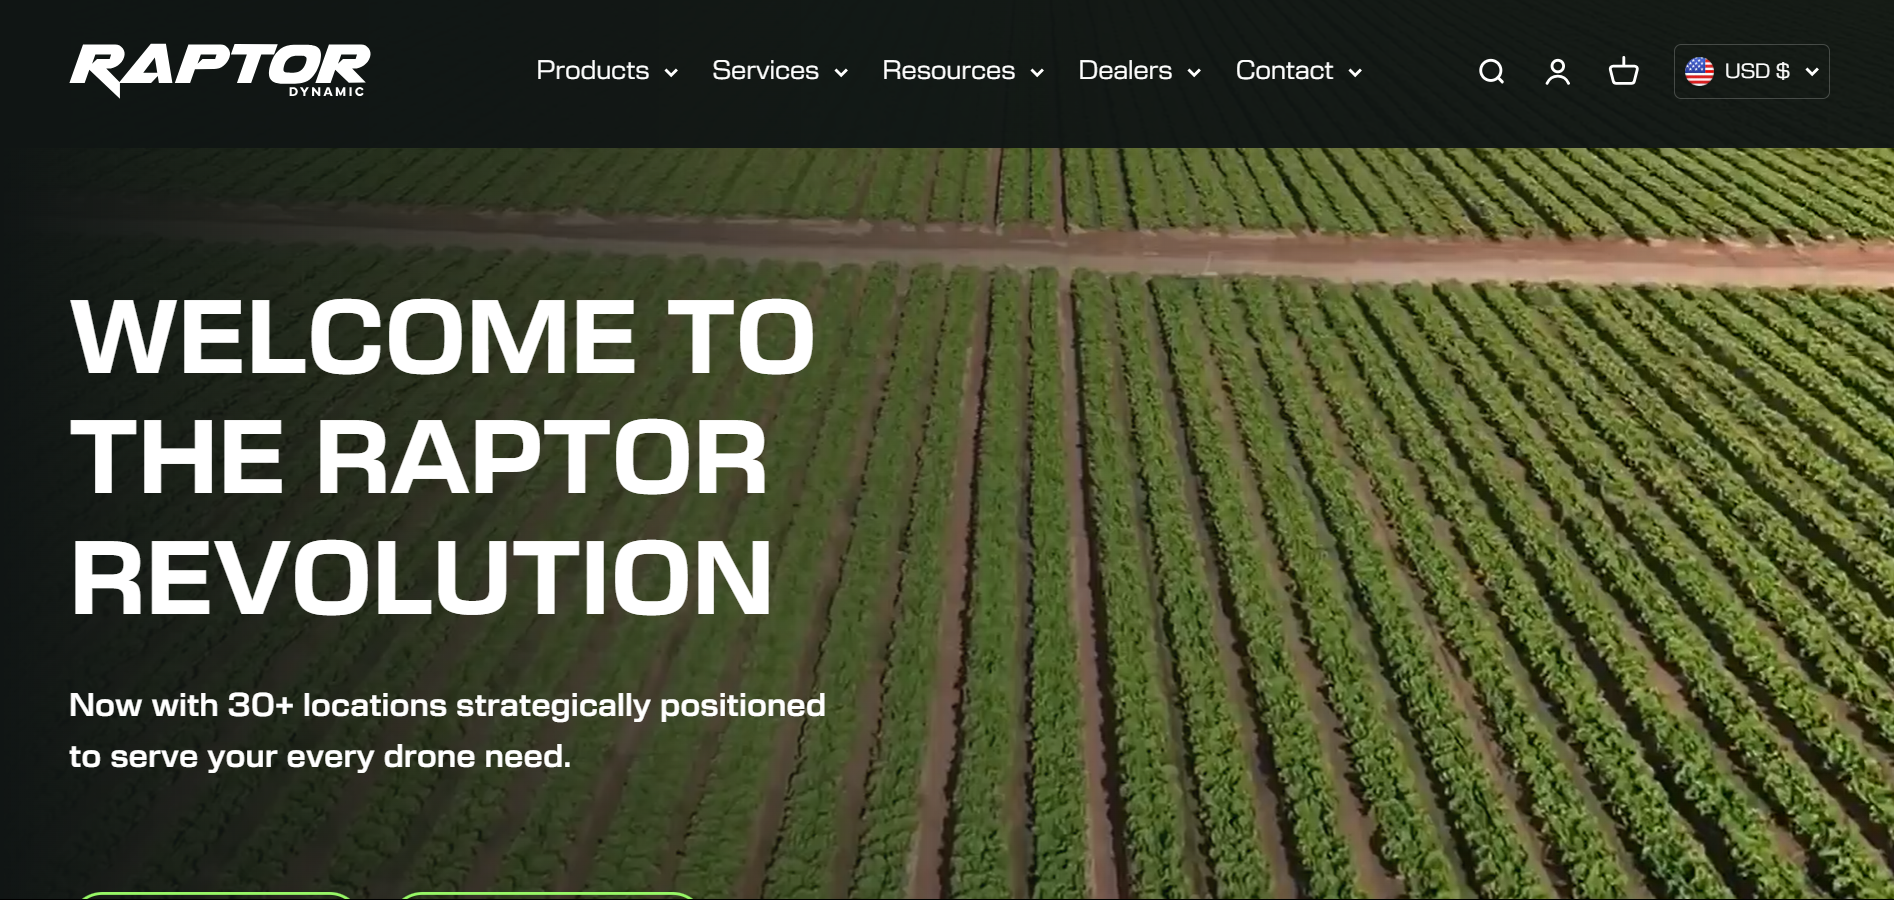 RAPTOR
DYNAMIC
Products
Services
Resources
Dealers
Contact
USD $
WELCOME TO
THE RAPTOR
REVOLUTION
Now with 30+ locations strategically positioned
to serve your every drone need.